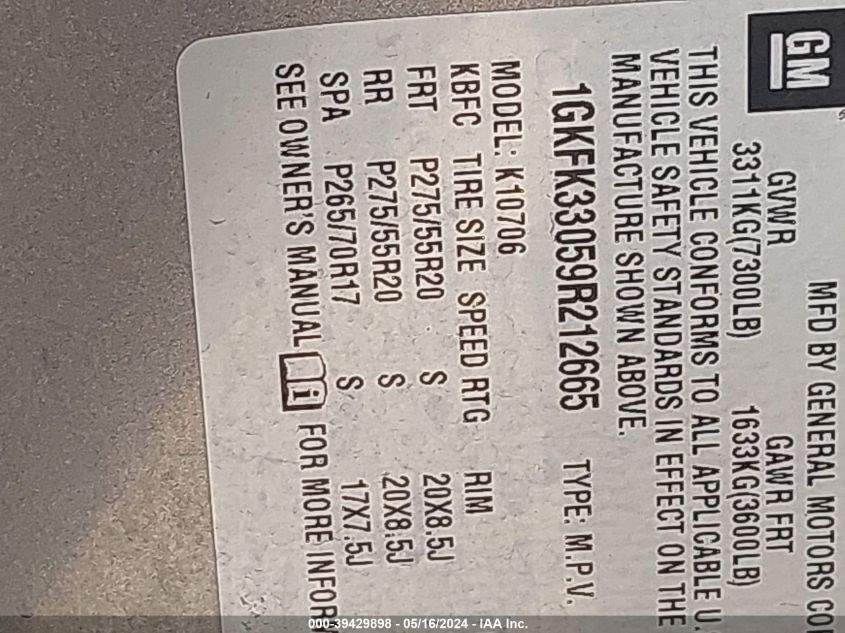 GM
MFD BY GENERAL MOTORS
GVWR GAWR FRT
3311KG(7300LB) 1633KG(3600LB)
THIS VEHICLE CONFORMS TO ALL APPLICABLE U.
VEHICLE SAFETY STANDARDS IN EFFECT ON THE
MANUFACTURE SHOWN ABOVE.
1GKFK33059R212665 TYPE: M.P.V.
MODEL: K10706
KBFC TIRE SIZE SPEED RTG RIM
FRT P275/55R20 S 20X8.5J
RR P275/55R20 S 20X8.5J
SPA P265/70R17 S 17X7.5J
SEE OWNER'S MANUAL i FOR MORE INFOR
000-39429898 - 05/16/2024 - IAA Inc.